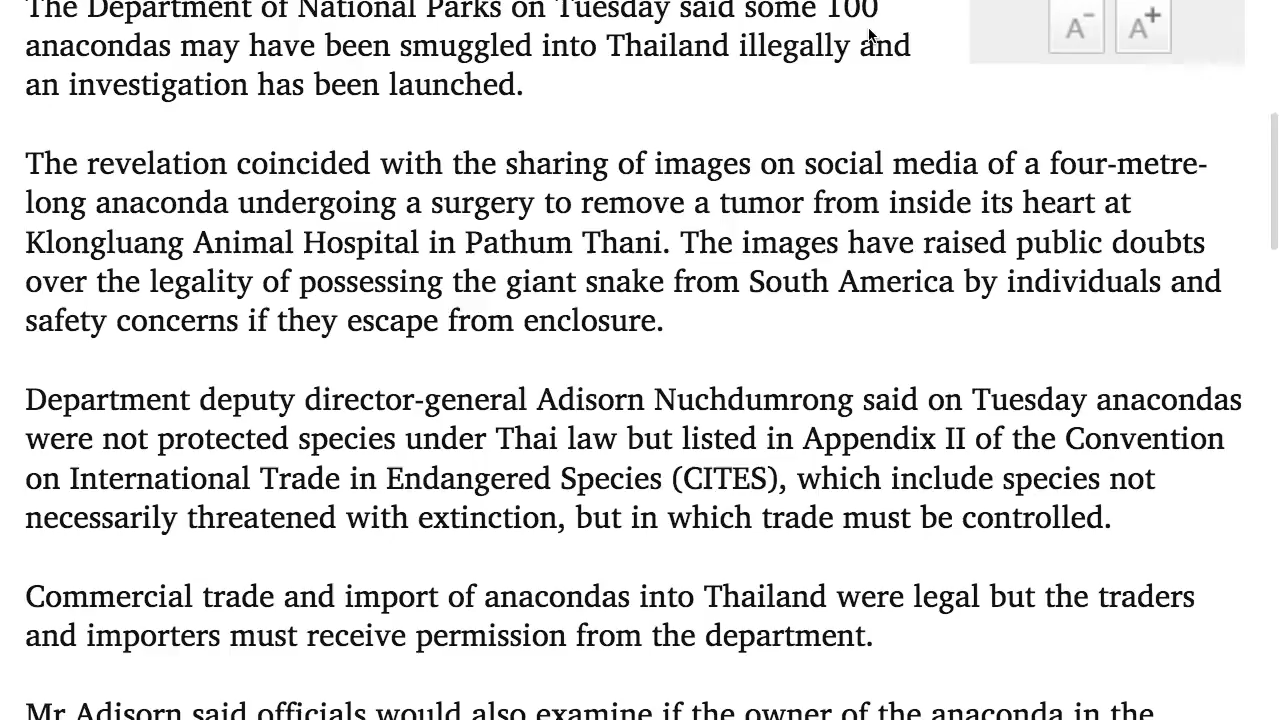 The Department of National Parks on Tuesday said some 100
anacondas may have been smuggled into Thailand illegally and
an investigation has been launched.
A-
A+
The revelation coincided with the sharing of images on social media of a four-metre-
long anaconda undergoing a surgery to remove a tumor from inside its heart at
Klongluang Animal Hospital in Pathum Thani. The images have raised public doubts
over the legality of possessing the giant snake from South America by individuals and
safety concerns if they escape from enclosure.
Department deputy director-general Adisorn Nuchdumrong said on Tuesday anacondas
were not protected species under Thai law but listed in Appendix II of the Convention
on International Trade in Endangered Species (CITES), which include species not
necessarily threatened with extinction, but in which trade must be controlled.
Commercial trade and import of anacondas into Thailand were legal but the traders
and importers must receive permission from the department.
Mr Adisorn said officials would also examine if the owner of the anaconda in the